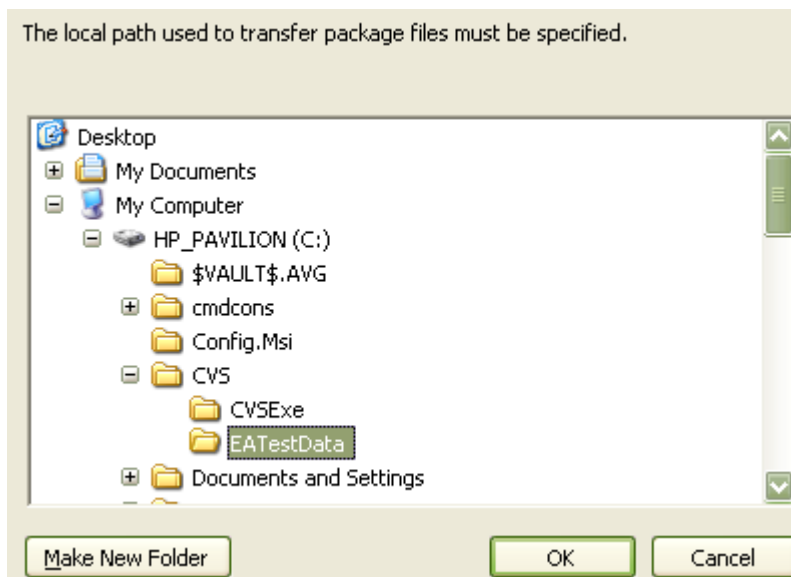 The local path used to transfer package files must be specified.
Desktop
My Documents
My Computer
HP_PAVILION (C:)
$VAULT$.AVG
cmdcons
Config.Msi
CVS
CVSExe
EATestData
Documents and Settings
Make New Folder
OK
Cancel